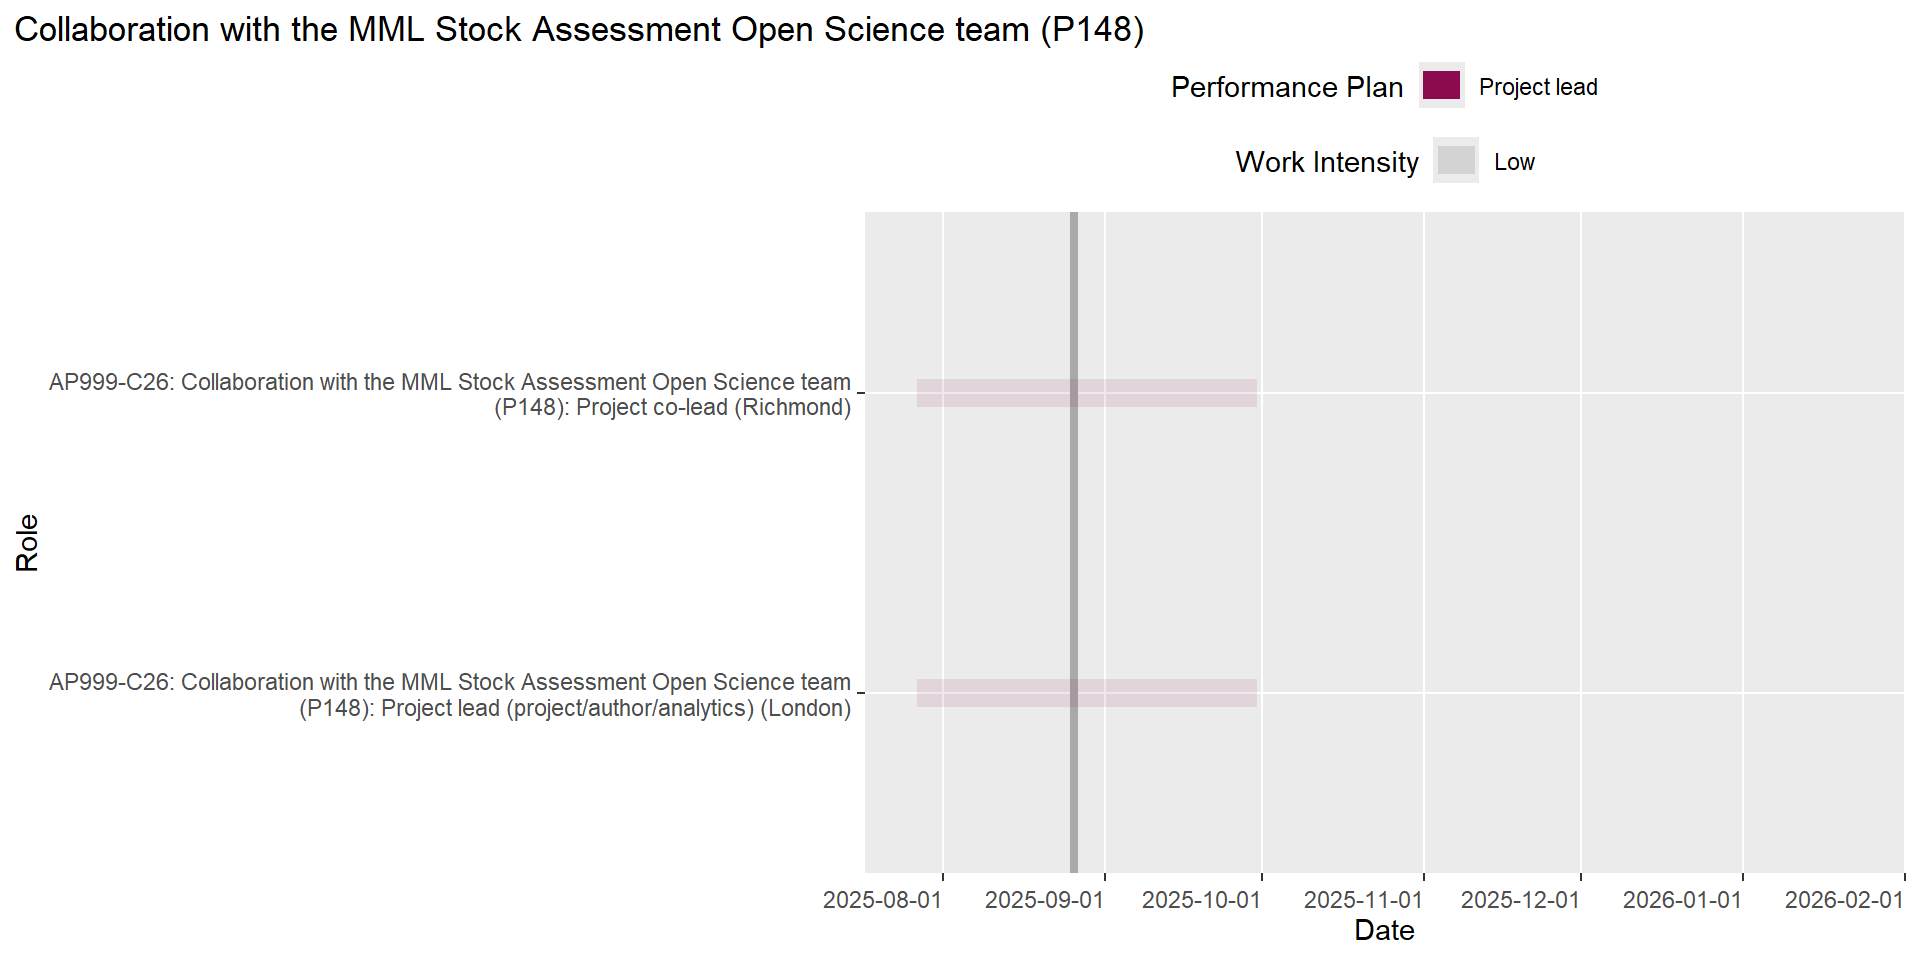 Collaboration with the MML Stock Assessment Open Science team (P148)
Performance Plan
Project lead
Work Intensity
Low
AP999-C26: Collaboration with the MML Stock Assessment Open Science team
(P148): Project co-lead (Richmond)
Role
AP999-C26: Collaboration with the MML Stock Assessment Open Science team
(P148): Project lead (project/author/analytics) (London)
2025-08-01
2025-09-01
2025-10-01
2025-11-01
2025-12-01
2026-01-01
2026-02-01
Date